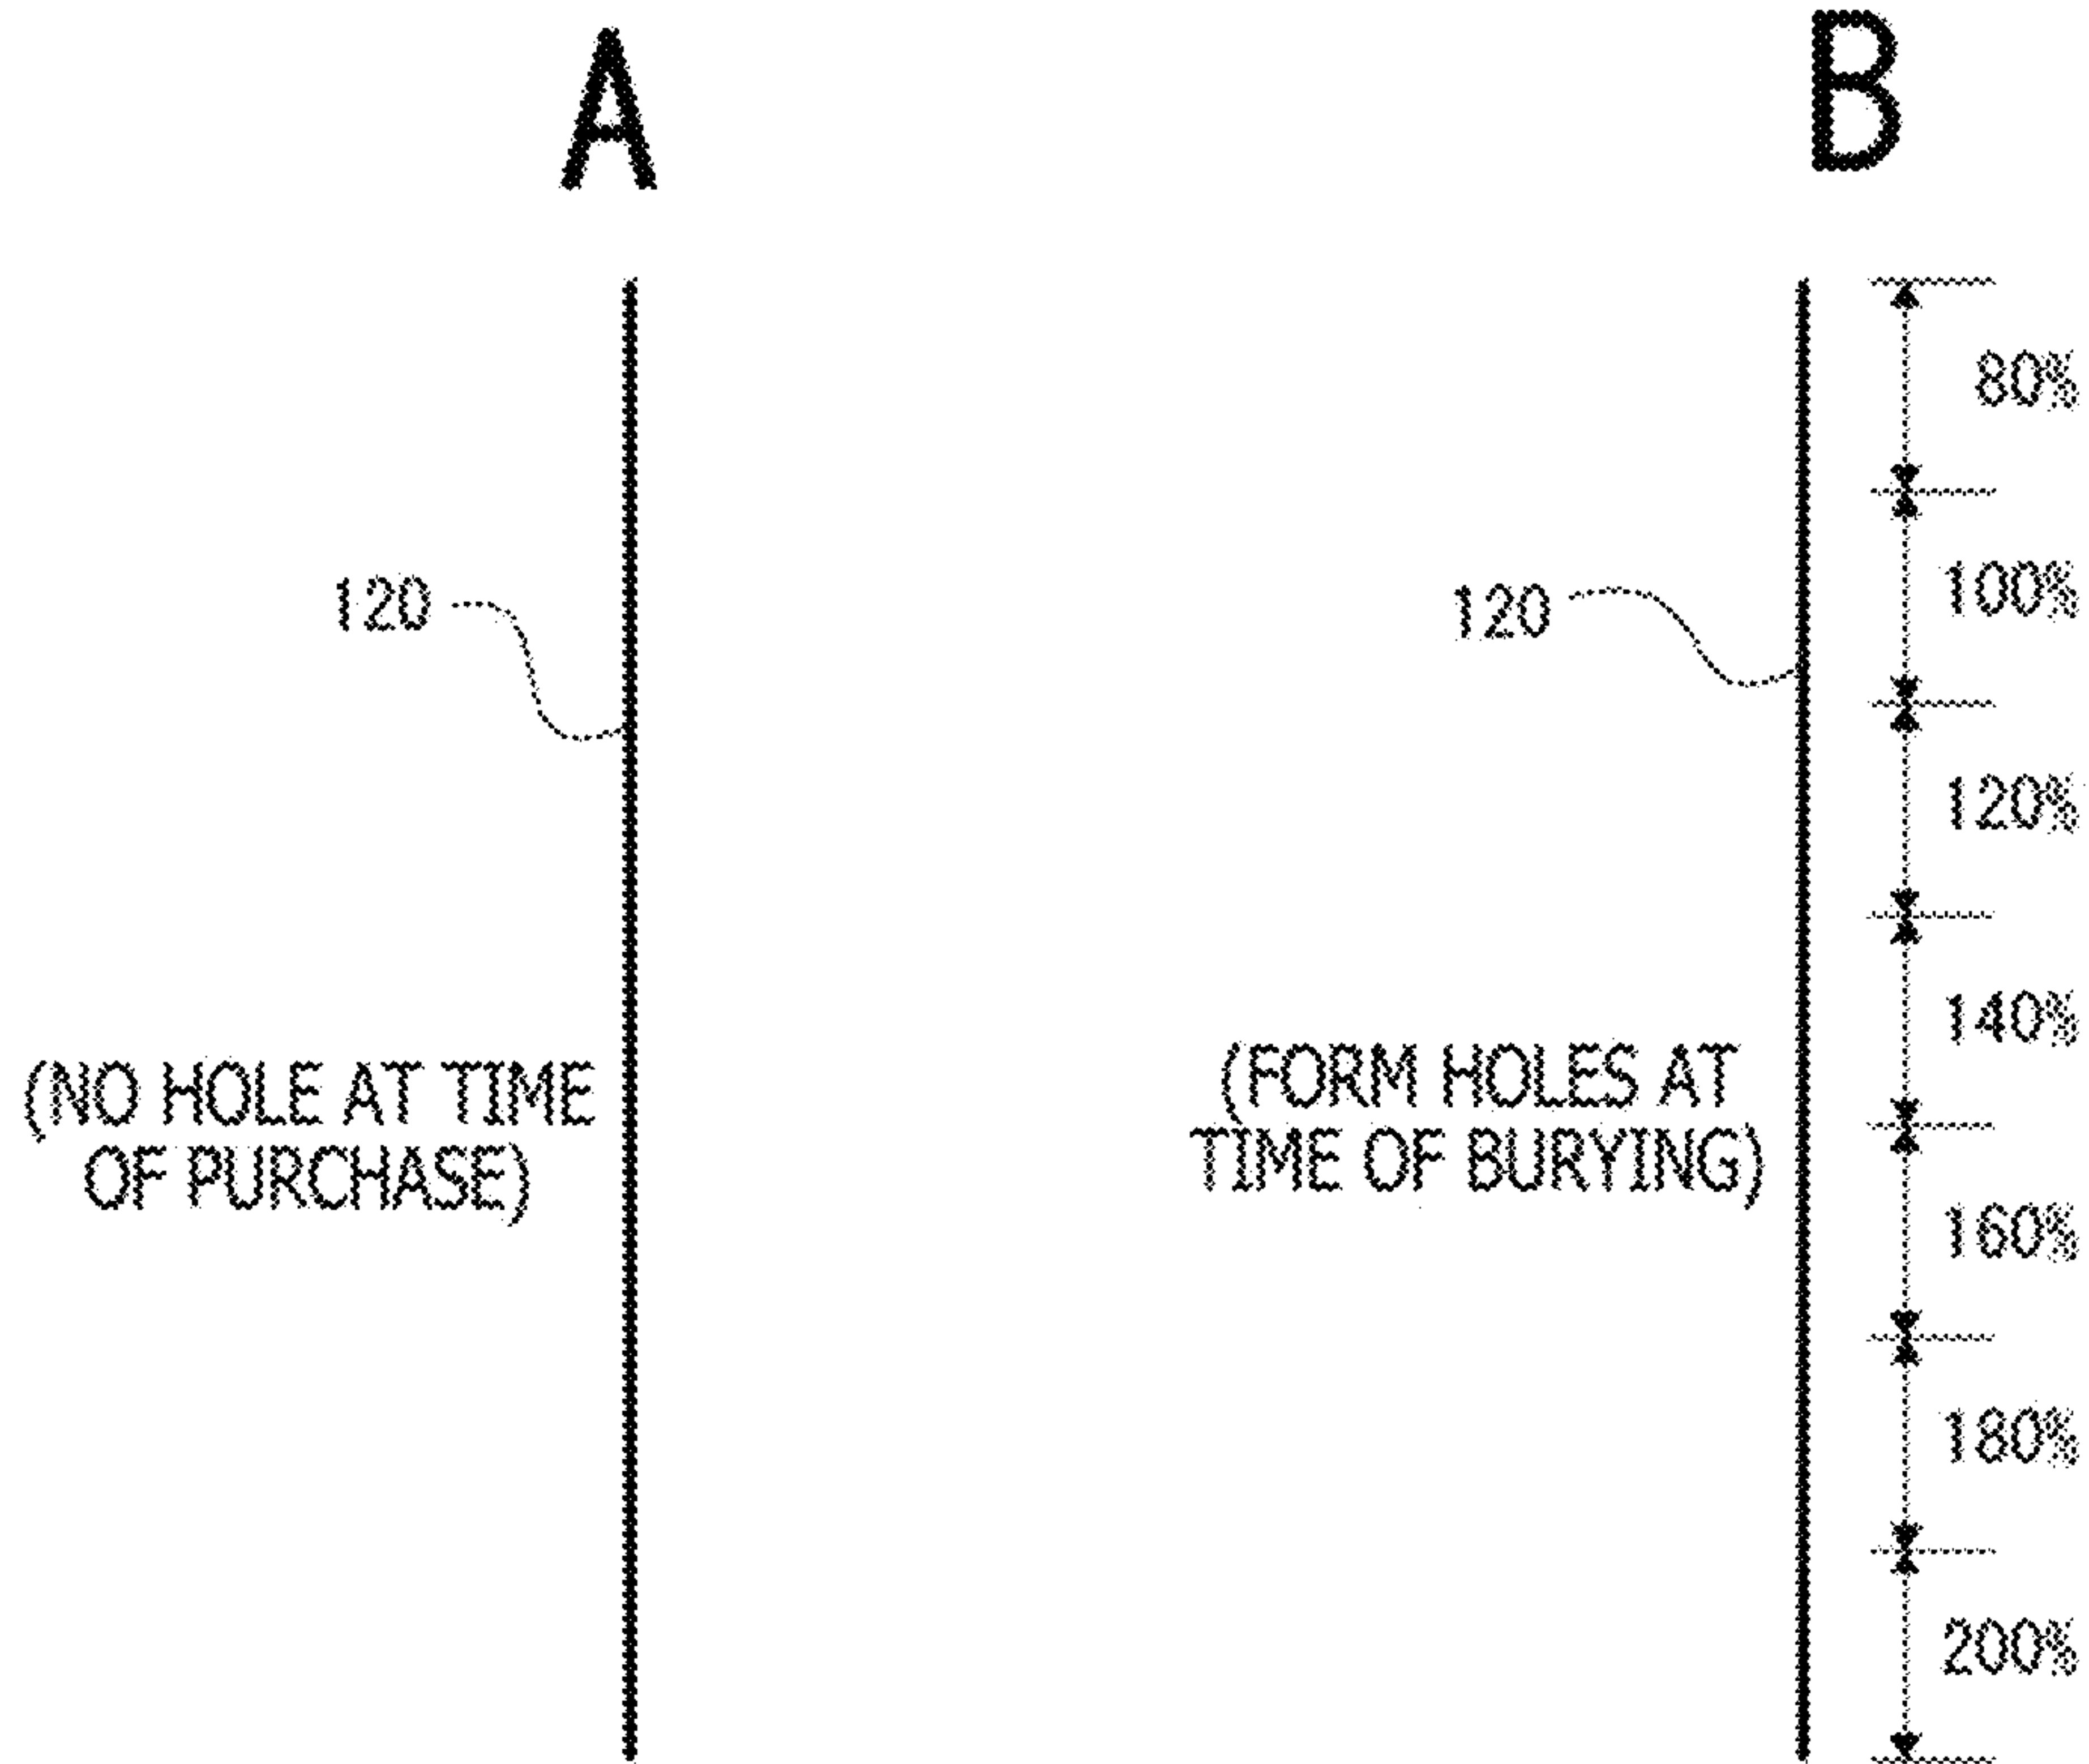 A
B
120
120
(NO HOLE AT TIME
OF PURCHASE)
(FORM HOLES AT
TIME OF BURYING)
80%
100%
120%
140%
160%
180%
200%